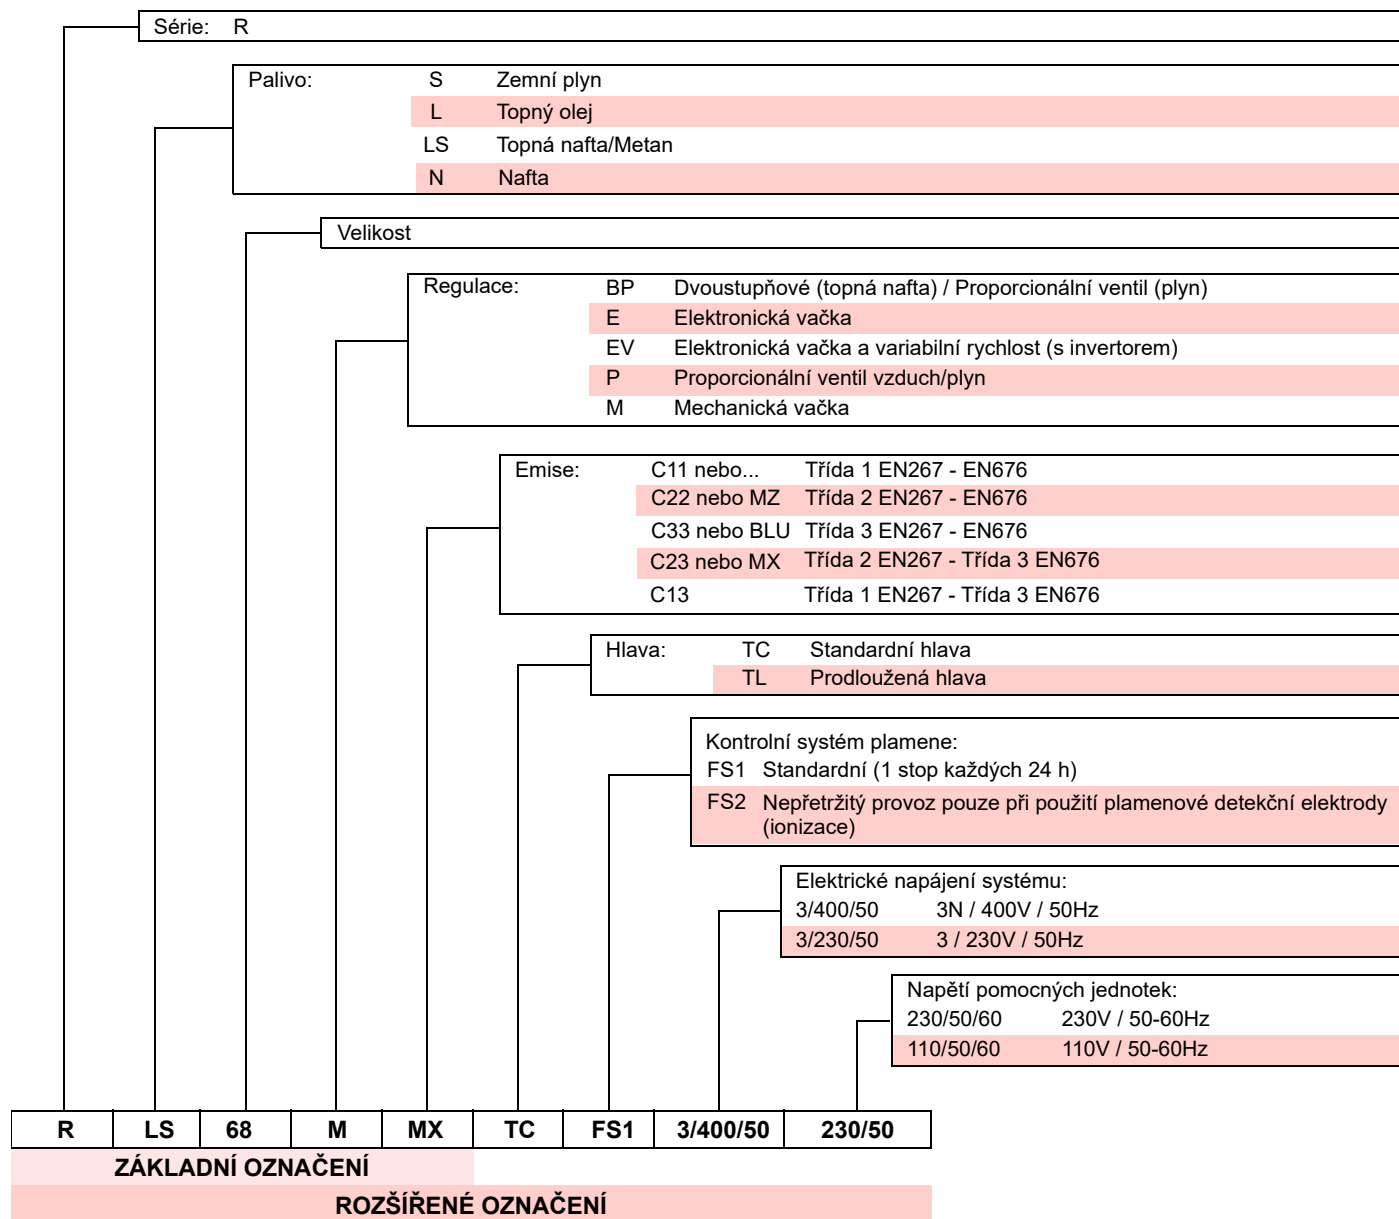 Série: R
Palivo: S Zemní plyn
L Topný olej
LS Topná nafta/Metan
N Nafta
Velikost
Regulace: BP Dvoustupňové (topná nafta) / Proporcionální ventil (plyn)
E Elektronická vačka
EV Elektronická vačka a variabilní rychlost (s invertorem)
P Proporcionální ventil vzduch/plyn
M Mechanická vačka
Emise: C11 nebo... Třída 1 EN267 - EN676
C22 nebo MZ Třída 2 EN267 - EN676
C33 nebo BLU Třída 3 EN267 - EN676
C23 nebo MX Třída 2 EN267 - Třída 3 EN676
C13 Třída 1 EN267 - Třída 3 EN676
Hlava: TC Standardní hlava
TL Prodloužená hlava
Kontrolní systém plamene:
FS1 Standardní (1 stop každých 24 h)
FS2 Nepřetržitý provoz pouze při použití plamenové detekční elektrody
(ionizace)
Elektrické napájení systému:
3/400/50 3N / 400V / 50Hz
3/230/50 3 / 230V / 50Hz
Napětí pomocných jednotek:
230/50/60 230V / 50-60Hz
110/50/60 110V / 50-60Hz
R LS 68 M MX TC FS1 3/400/50 230/50
ZÁKLADNÍ OZNAČENÍ
ROZŠÍŘENÉ OZNAČENÍ